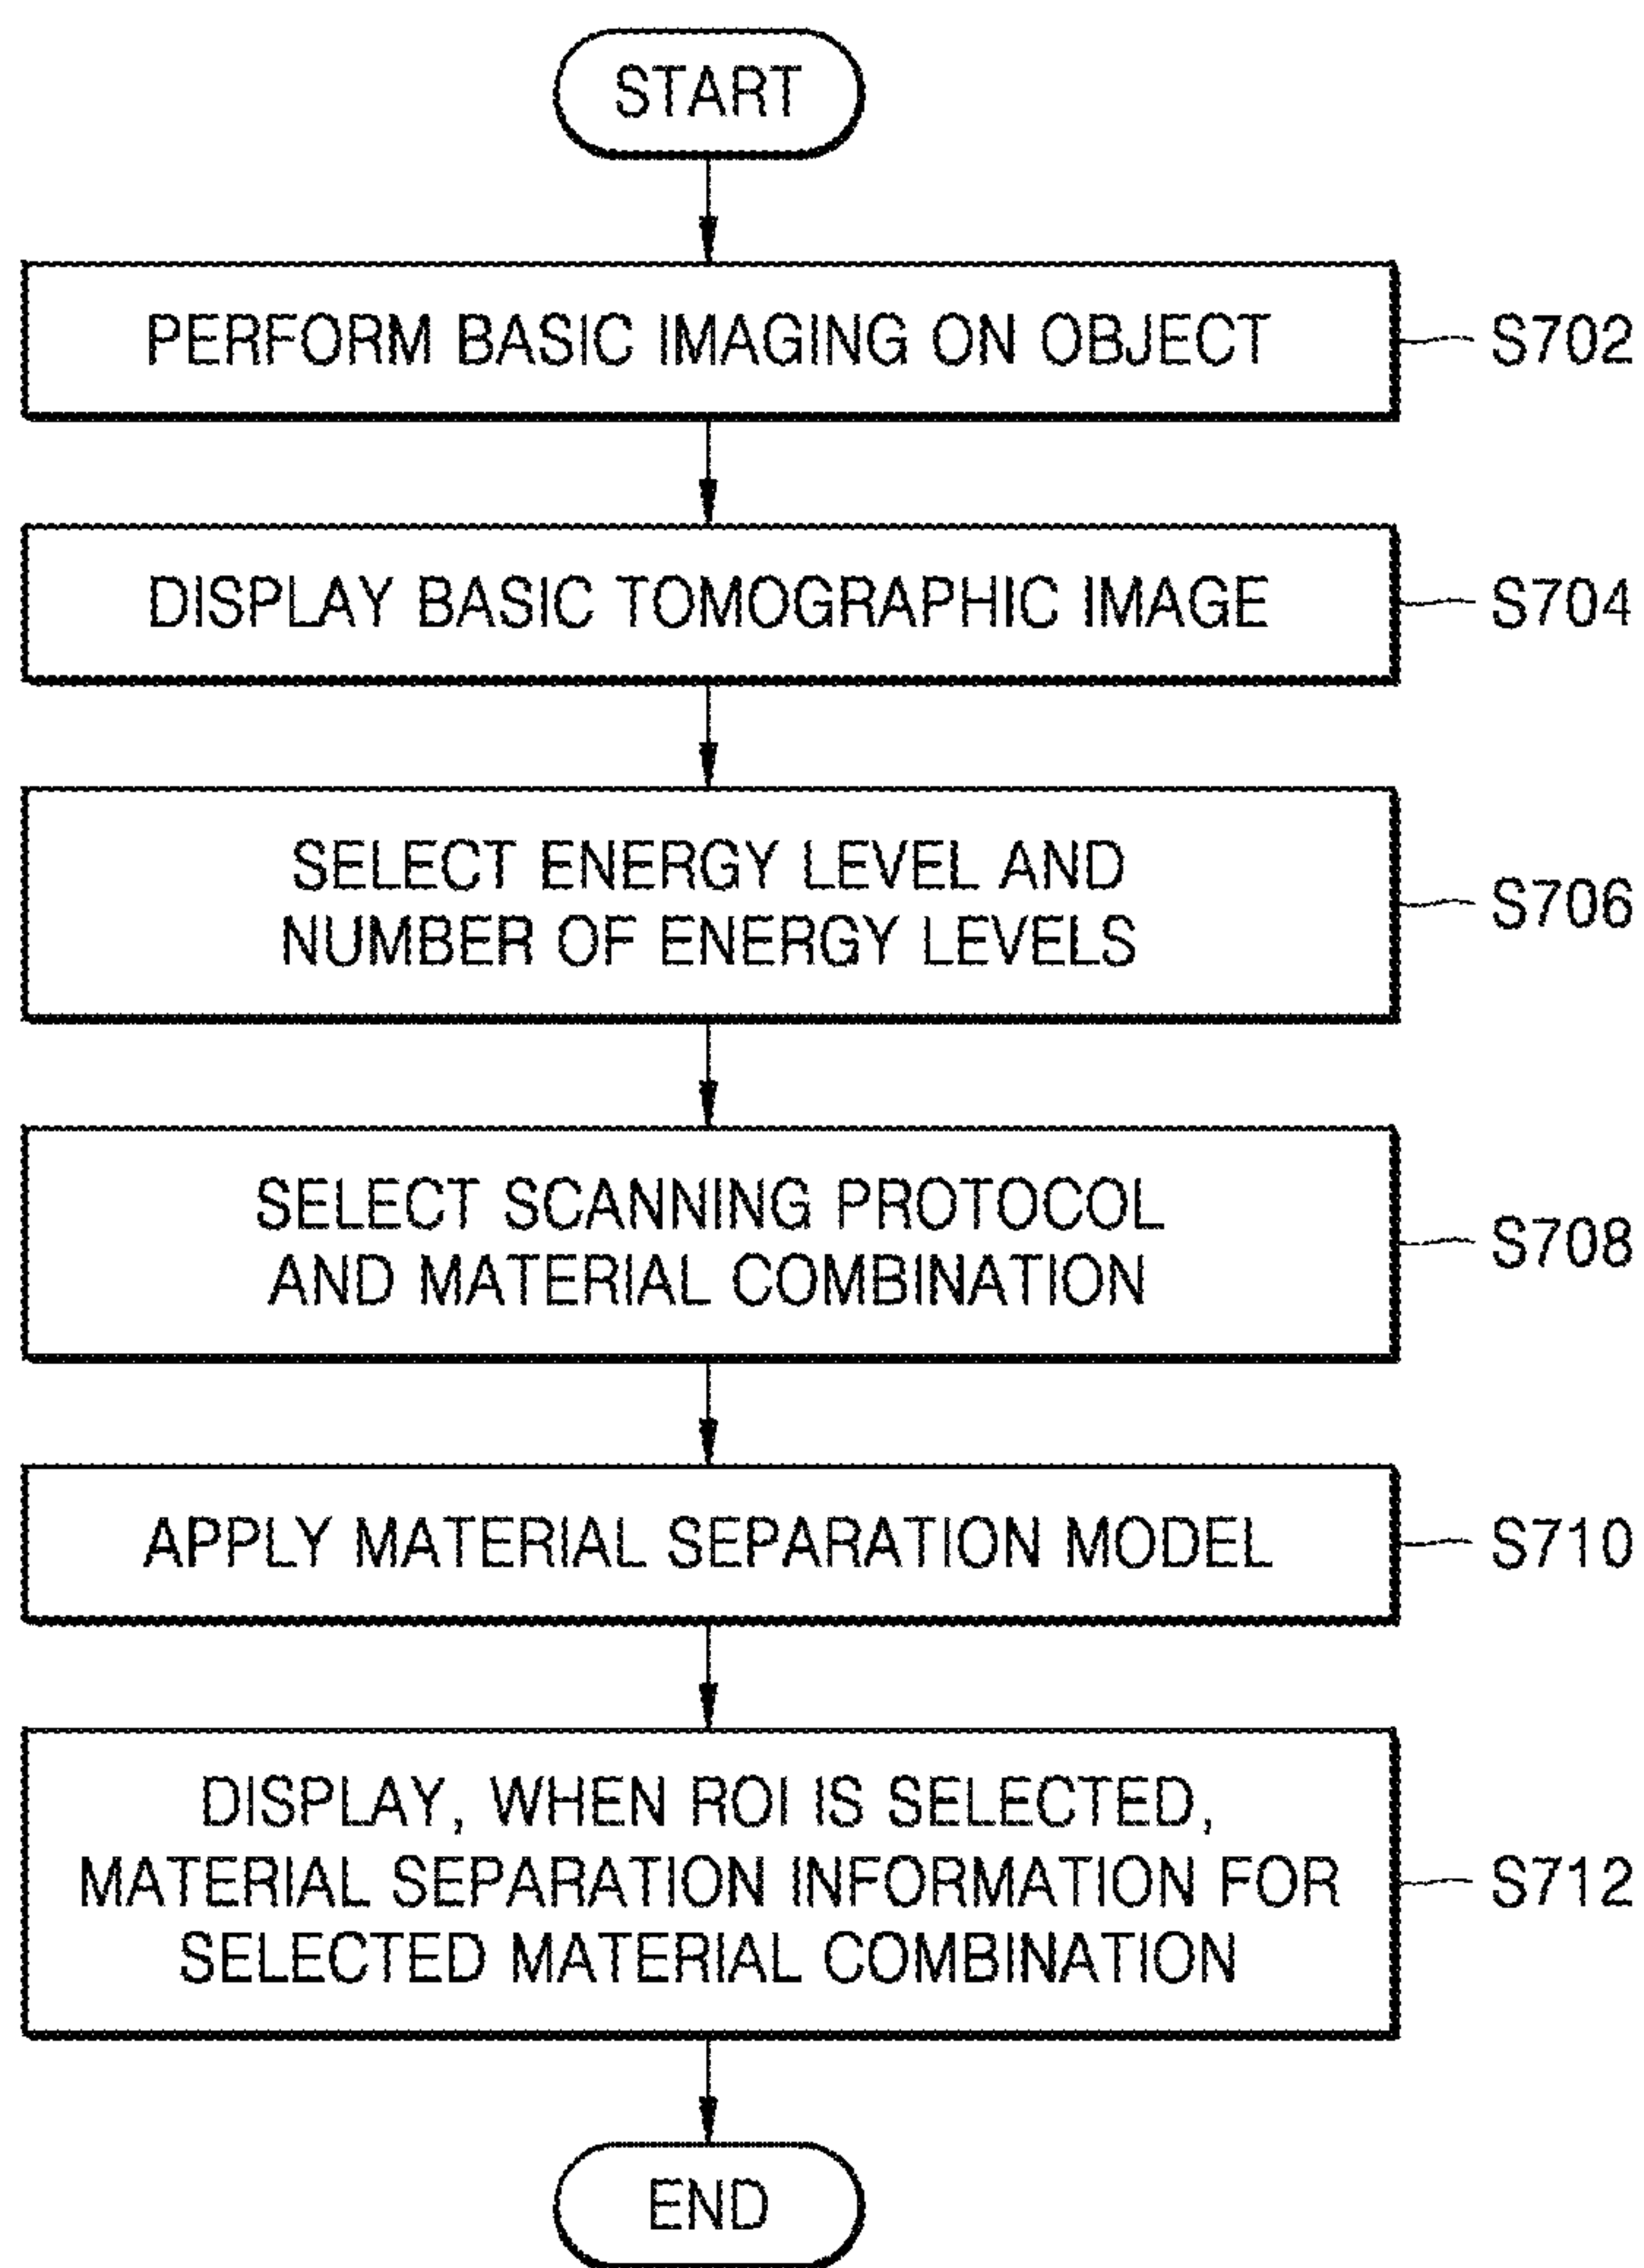 START
PERFORM BASIC IMAGING ON OBJECT
S702
DISPLAY BASIC TOMOGRAPHIC IMAGE
S704
SELECT ENERGY LEVEL AND
NUMBER OF ENERGY LEVELS
S706
SELECT SCANNING PROTOCOL
AND MATERIAL COMBINATION
S708
APPLY MATERIAL SEPARATION MODEL
S710
DISPLAY, WHEN ROI IS SELECTED,
MATERIAL SEPARATION INFORMATION FOR
SELECTED MATERIAL COMBINATION
S712
END